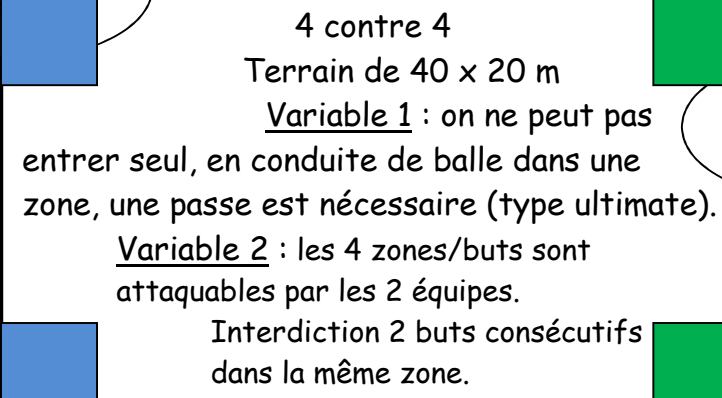 4 contre 4
Terrain de 40 x 20 m
Variable 1 : on ne peut pas
entrer seul, en conduite de balle dans une
zone, une passe est nécessaire (type ultimate).
Variable 2 : les 4 zones/buts sont
attaquables par les 2 équipes.
Interdiction 2 buts consécutifs
dans la même zone.